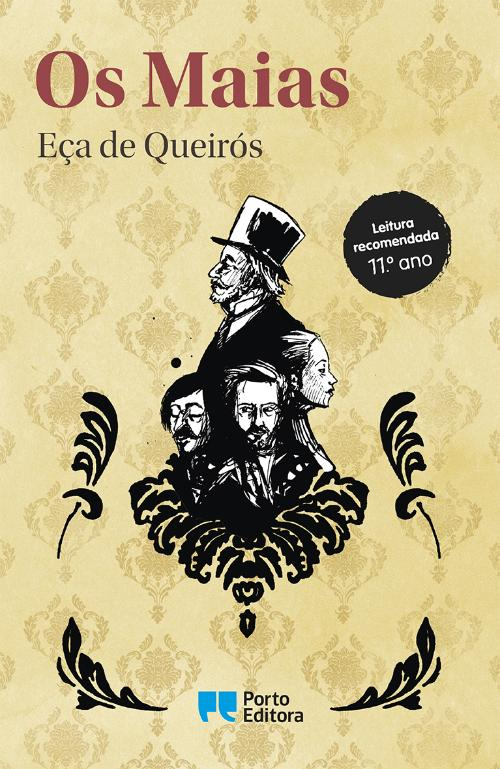 Os Maias
Eça de Queirós
Leitura
recomendada
11.º ano
Porto
Editora